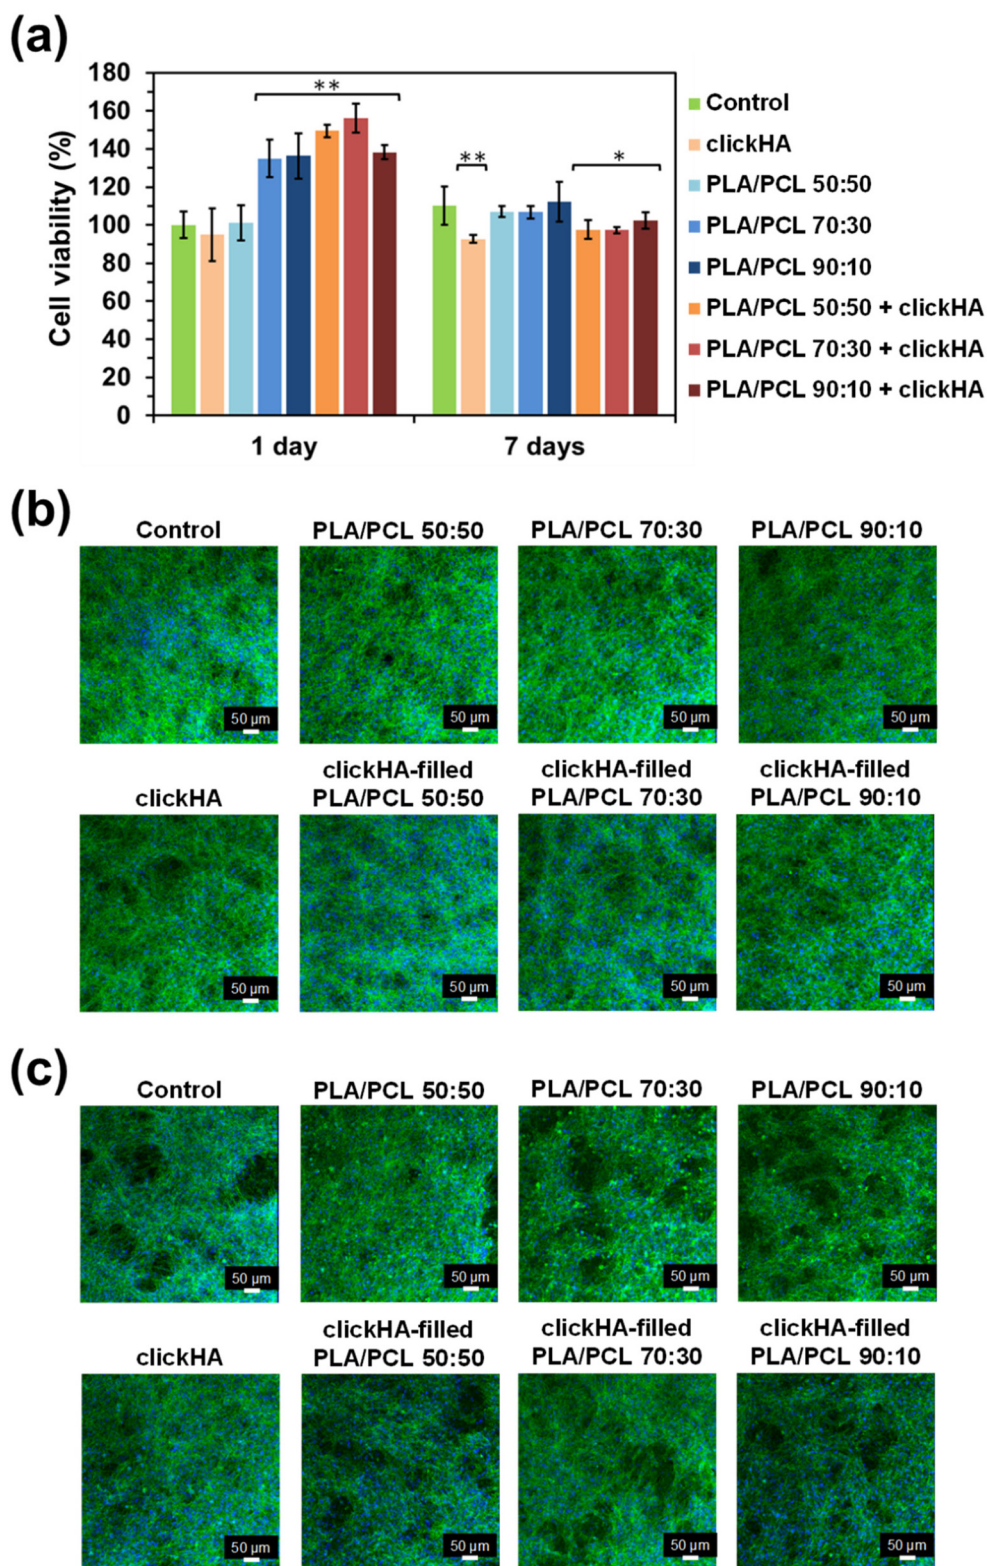 (a)
180
160
140
120
100
80
60
40
20
0
Cell viability (%)
**
**
*
1 day
7 days
Control
clickHA
PLA/PCL 50:50
PLA/PCL 70:30
PLA/PCL 90:10
PLA/PCL 50:50 + clickHA
PLA/PCL 70:30 + clickHA
PLA/PCL 90:10 + clickHA
(b)
Control
PLA/PCL 50:50
PLA/PCL 70:30
PLA/PCL 90:10
50 µm
50 µm
50 µm
50 µm
clickHA
clickHA-filled
PLA/PCL 50:50
clickHA-filled
PLA/PCL 70:30
clickHA-filled
PLA/PCL 90:10
50 µm
50 µm
50 µm
50 µm
(c)
Control
PLA/PCL 50:50
PLA/PCL 70:30
PLA/PCL 90:10
50 µm
50 µm
50 µm
50 µm
clickHA
clickHA-filled
PLA/PCL 50:50
clickHA-filled
PLA/PCL 70:30
clickHA-filled
PLA/PCL 90:10
50 µm
50 µm
50 µm
50 µm